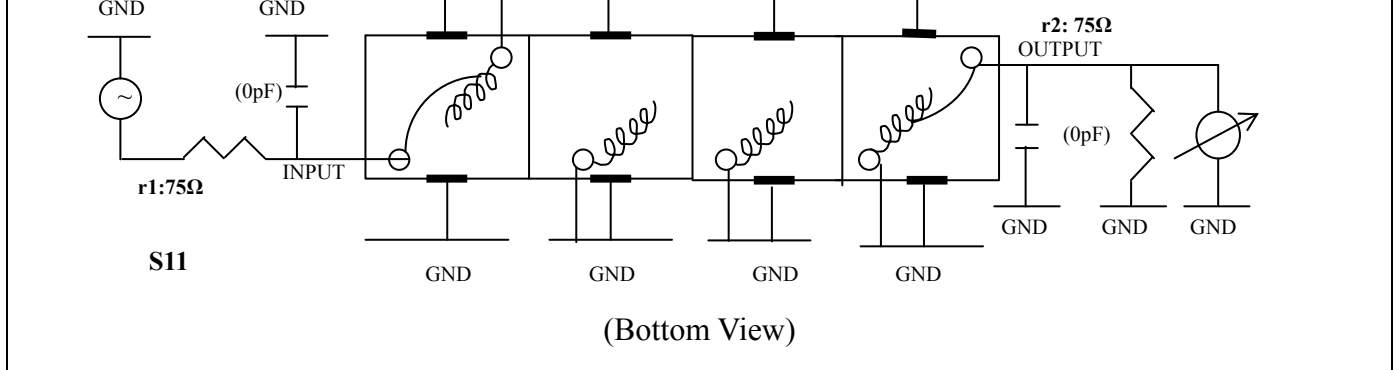 GND
GND
r2: 75Ω
OUTPUT
(0pF)
~
(0pF)
INPUT
r1:75Ω
GND
GND
GND
S11
GND
GND
GND
GND
(Bottom View)